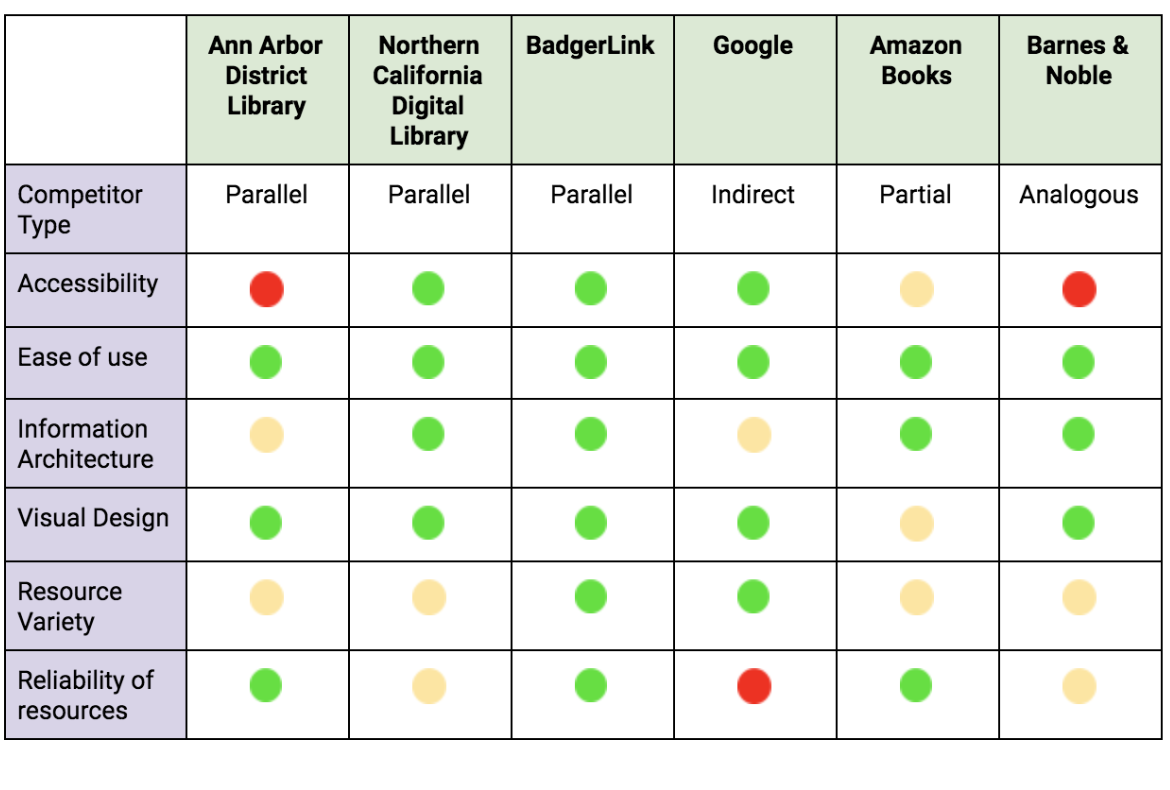 Ann Arbor
District
Library
Northern
California
Digital
Library
BadgerLink
Google
Amazon
Books
Barnes &
Noble
Competitor
Type
Parallel
Parallel
Parallel
Indirect
Partial
Analogous
Accessibility
Ease of use
Information
Architecture
Visual Design
Resource
Variety
Reliability of
resources